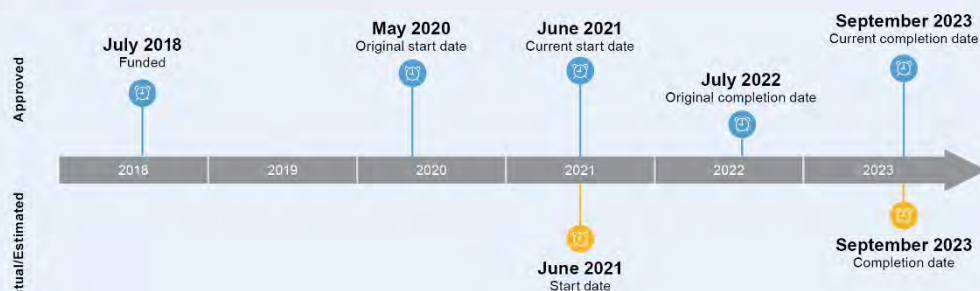 July 2018
Funded
May 2020
Original start date
June 2021
Current start date
July 2022
Original completion date
September 2023
Current completion date
Approved
2018
2019
2020
2021
2022
2023
tual/Estimated
June 2021
Start date
September 2023
Completion date